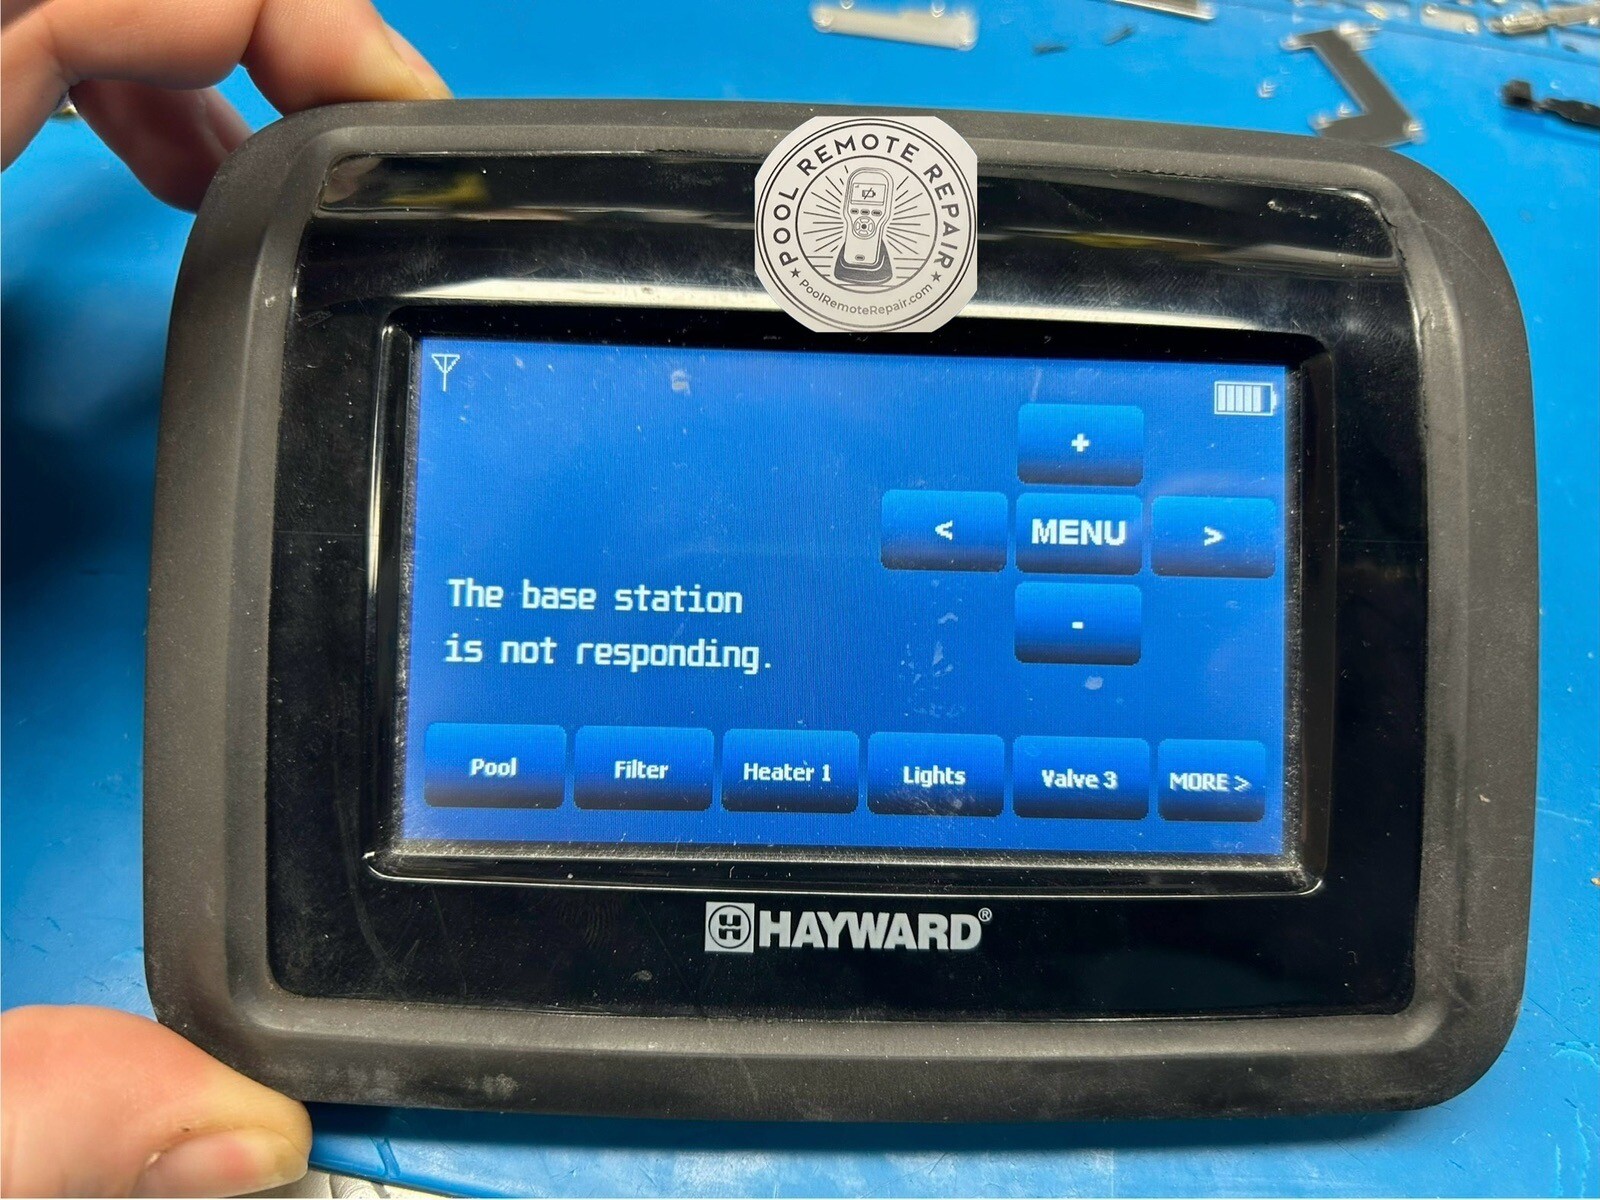 POOL REMOTE REPAIR
★ PoolRemoteRepair.com ★
+
< MENU >
-
The base station
is not responding.
Pool Filter Heater 1 Lights Valve 3 MORE >
HAYWARD®